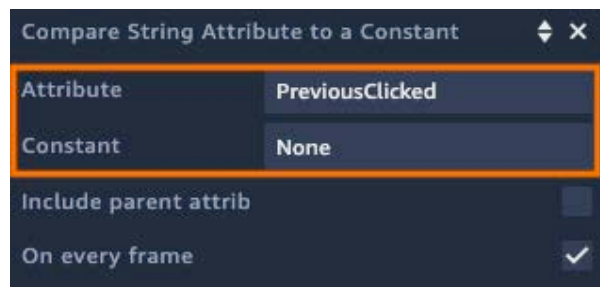 Compare String Attribute to a Constant
Attribute PreviousClicked
Constant None
Include parent attrib
On every frame